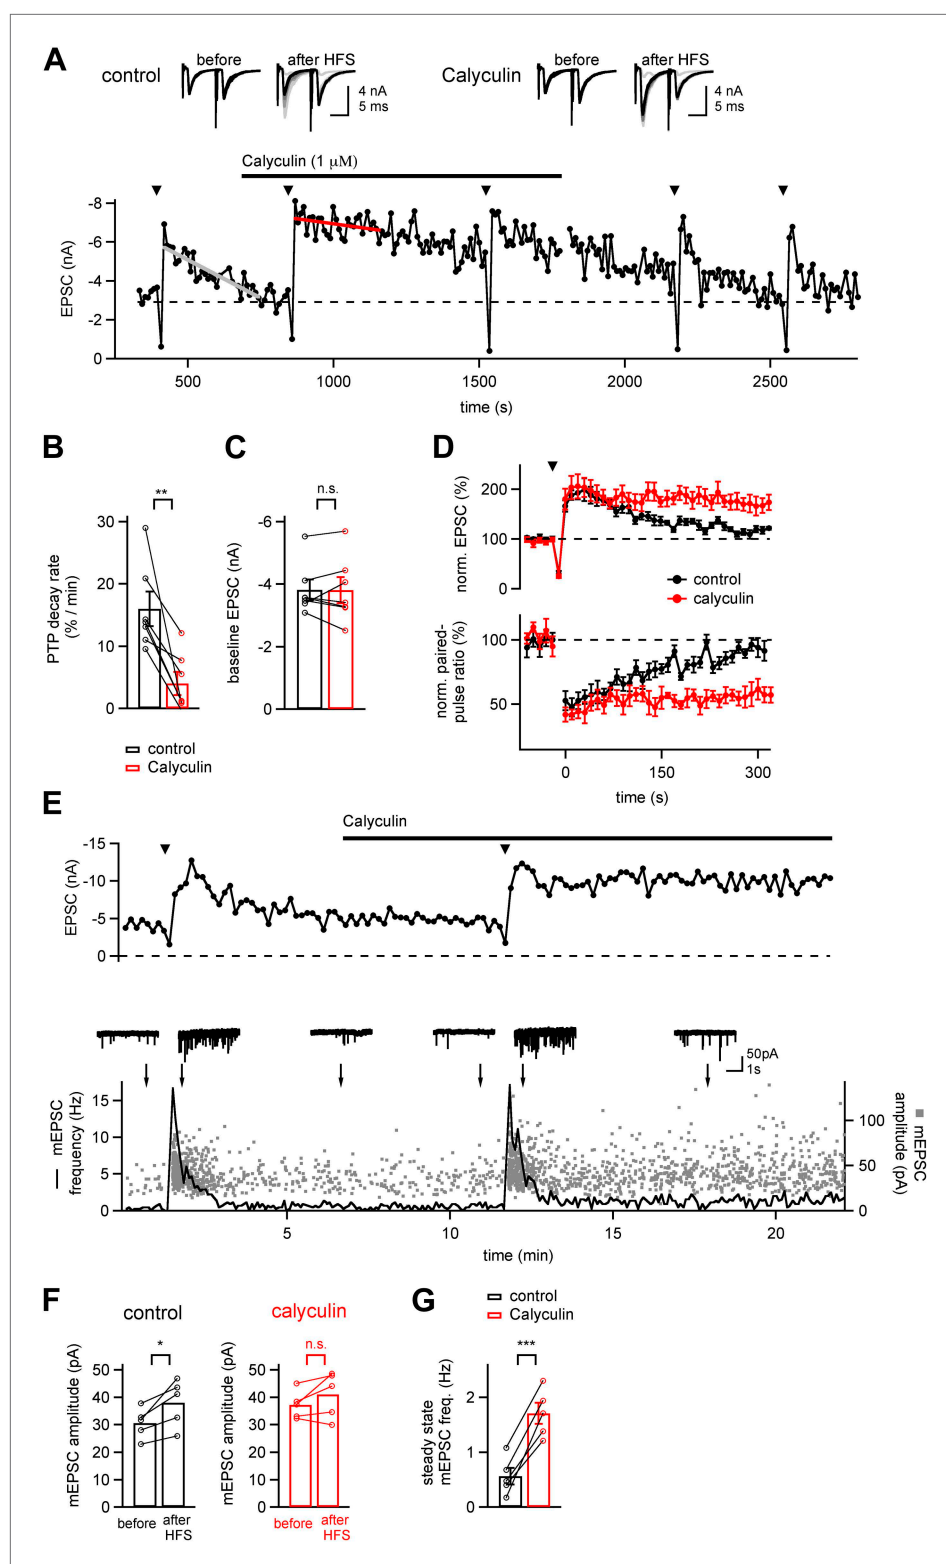 A
control
before
after HFS
4 nA
5 ms
Calyculin
before
after HFS
4 nA
5 ms
Calyculin (1 µM)
EPSC (nA)
-8
-6
-4
-2
0
500
1000
1500
2000
2500
time (s)
B
**
PTP decay rate
(% / min)
30
20
10
0
control
Calyculin
C
n.s.
baseline EPSC (nA)
-6
-4
-2
0
D
norm. EPSC (%)
200
100
0
control
calyculin
norm. paired-
pulse ratio (%)
100
50
0
150
300
time (s)
E
Calyculin
EPSC (nA)
-15
-10
-5
0
50pA
1s
mEPSC
frequency (Hz)
15
10
5
0
100
50
0
mEPSC
amplitude (pA)
5
10
15
20
time (min)
F
control
mEPSC amplitude (pA)
50
40
30
20
10
0
*
before
after
HFS
calyculin
mEPSC amplitude (pA)
50
40
30
20
10
0
n.s.
before
after
HFS
G
control
Calyculin
***
steady state
mEPSC freq. (Hz)
2
1
0